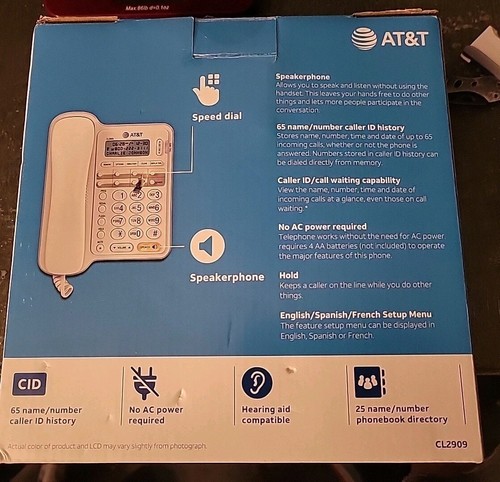 Max 85lb d=0.1oz
AT&T
Speakerphone
Allows you to speak and listen without using the
handset. This leaves your hands free to do other
things and lets more people participate in the
conversation.
Speed dial
65 name/number caller ID history
Stores name, number, time and date of up to 65
incoming calls, whether or not the phone is
answered. Numbers stored in caller ID history can
be dialed directly from memory.
AT&T
Caller ID/call waiting capability
View the name, number, time and date of
incoming calls at a glance, even those on call
waiting.*
No AC power required
Telephone works without the need for AC power
requires 4 AA batteries (not included) to operate
the major features of this phone.
Speakerphone
Hold
Keeps a caller on the line while you do other
things.
English/Spanish/French Setup Menu
The feature setup menu can be displayed in
English, Spanish or French.
CID
65 name/number
caller ID history
No AC power
required
Hearing aid
compatible
25 name/number
phonebook directory
Actual color of product and LCD may vary slightly from photograph.
CL2909